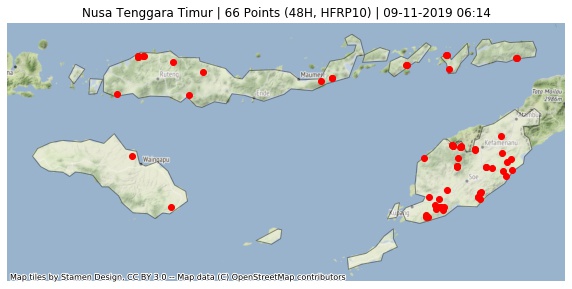 Nusa Tenggara Timur | 66 Points (48H, HFRP10) | 09-11-2019 06:14
Ruteng
Maumere
Ende
Waingapu
Kefamenanu
Soe
Kupang
Map tiles by Stamen Design, CC BY 3.0 -- Map data (C) OpenStreetMap contributors